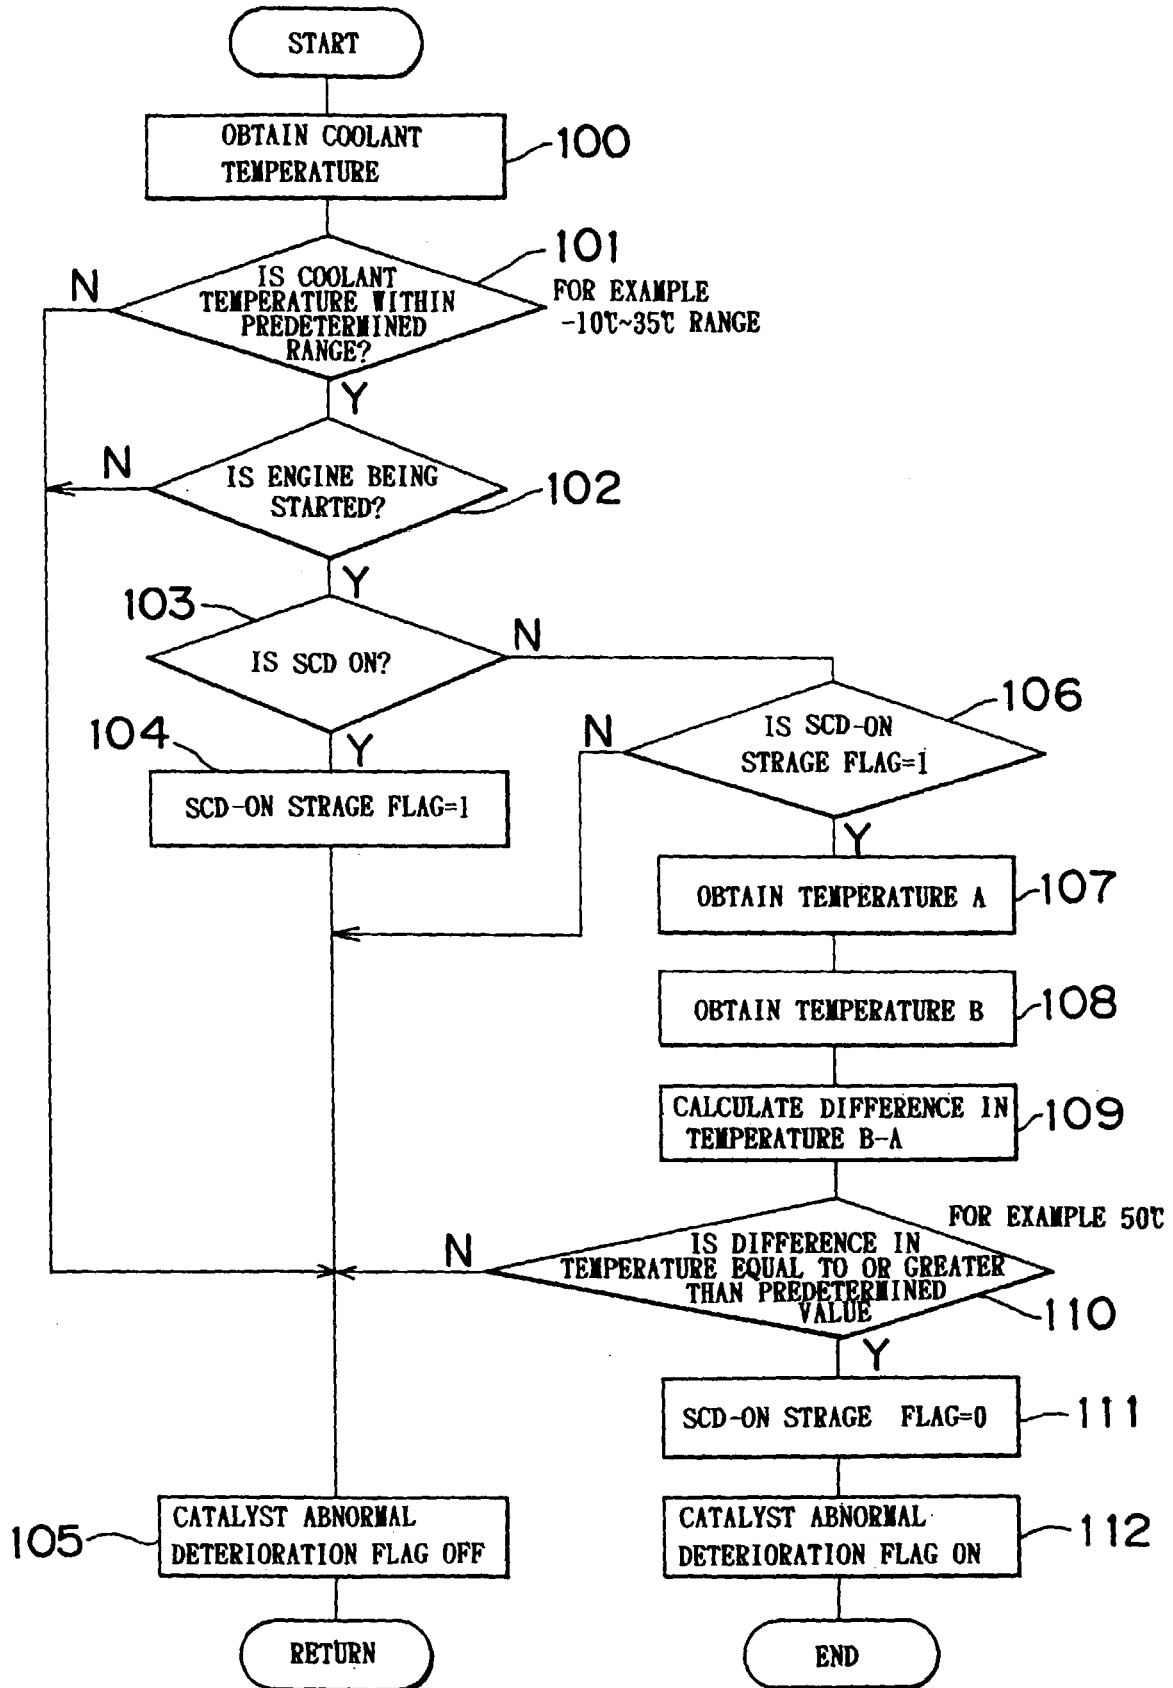 START
OBTAIN COOLANT
TEMPERATURE
100
101
N
IS COOLANT
TEMPERATURE WITHIN
PREDETERMINED
RANGE?
FOR EXAMPLE
-10℃~35℃ RANGE
Y
N
IS ENGINE BEING
STARTED?
102
Y
103
IS SCD ON?
N
106
IS SCD-ON
STRAGE FLAG=1
N
104
Y
SCD-ON STRAGE FLAG=1
Y
OBTAIN TEMPERATURE A
107
OBTAIN TEMPERATURE B
108
CALCULATE DIFFERENCE IN
TEMPERATURE B-A
109
FOR EXAMPLE 50℃
N
IS DIFFERENCE IN
TEMPERATURE EQUAL TO OR GREATER
THAN PREDETERMINED
VALUE
110
Y
SCD-ON STRAGE FLAG=0
111
105
CATALYST ABNORMAL
DETERIORATION FLAG OFF
CATALYST ABNORMAL
DETERIORATION FLAG ON
112
RETURN
END